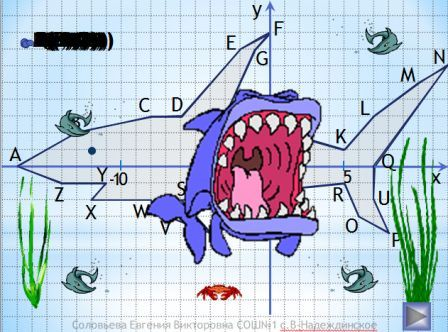 y
F
E
G
N
M
C
D
L
K
A
Q
x
Z
Y
-10
S
5
R
U
X
W
O
V
P
Соловьева Евгения Викторовна СОШ№1 с.В-Надеждинское